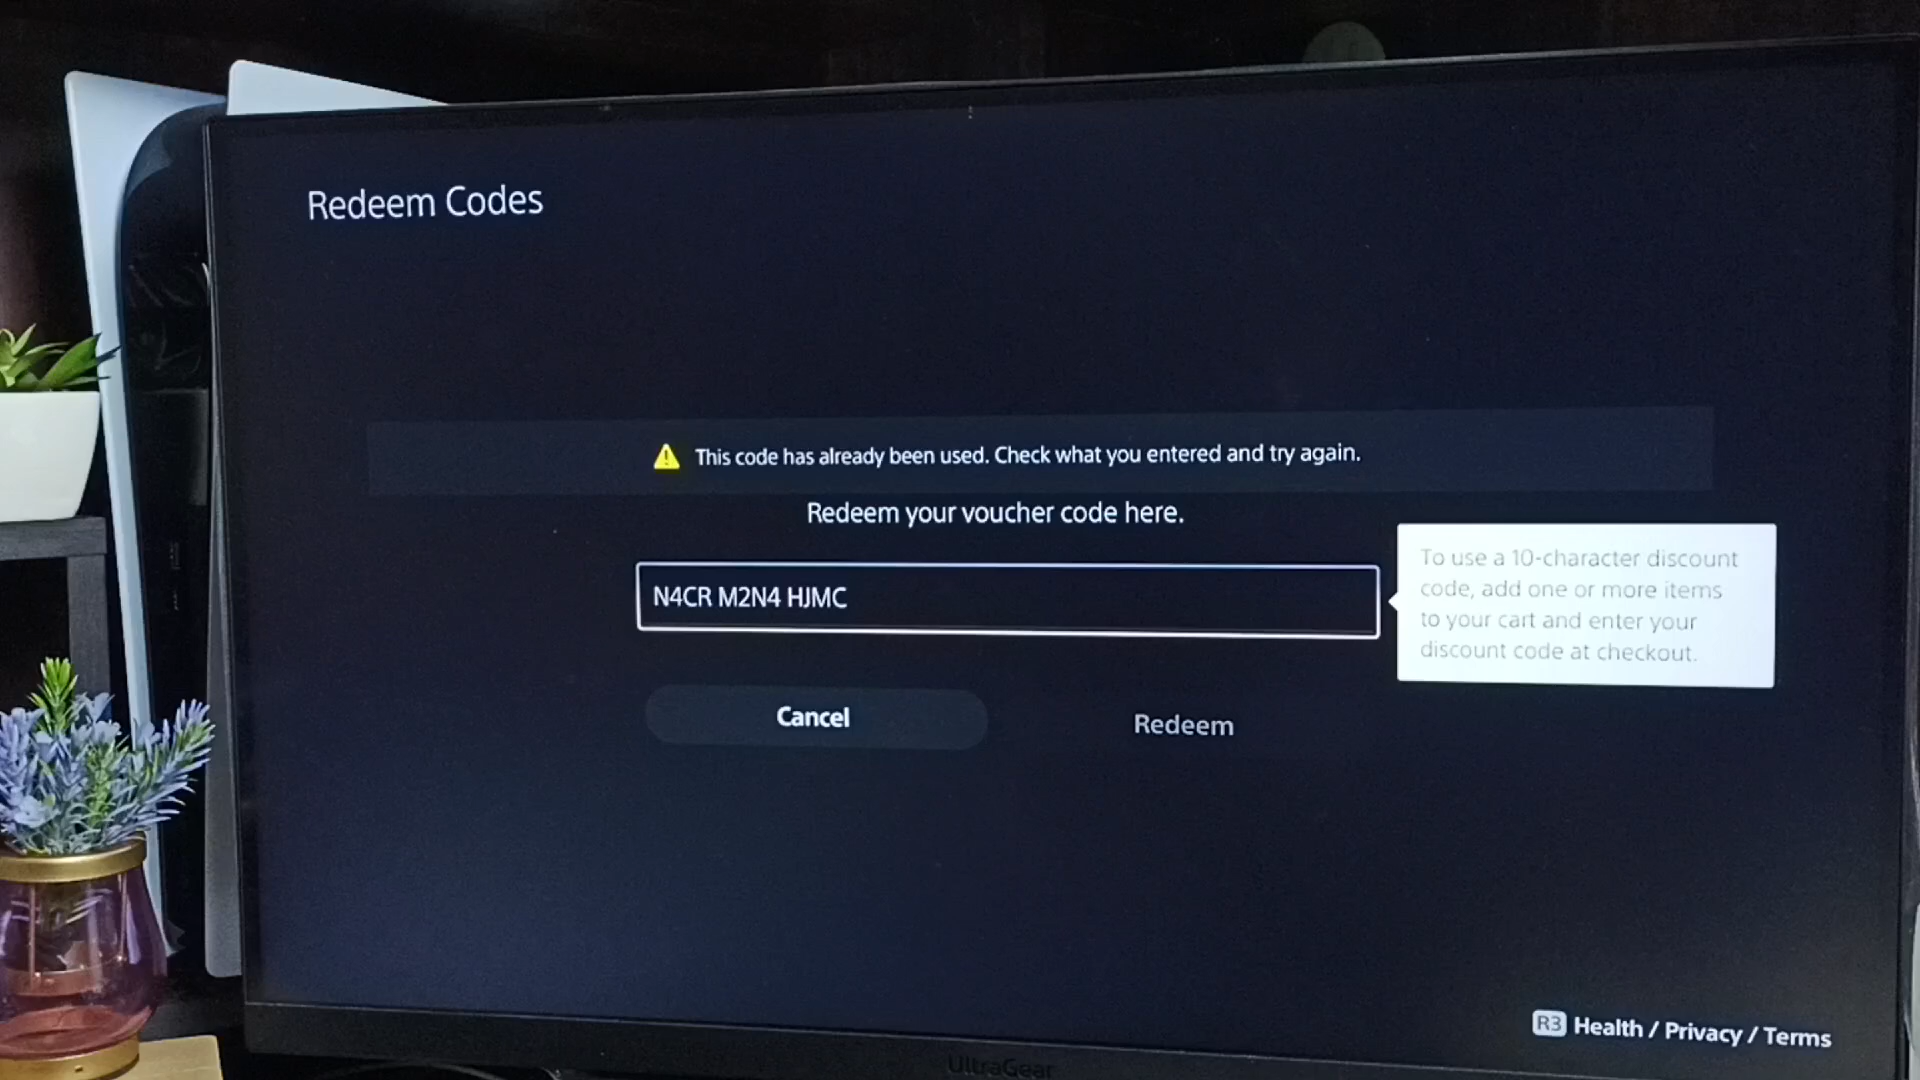 Redeem Codes
This code has already been used. Check what you entered and try again.
Redeem your voucher code here.
N4CR M2N4 HJMC
To use a 10-character discount
code, add one or more items
to your cart and enter your
discount code at checkout.
Cancel
Redeem
R3 Health / Privacy / Terms
UltraGear